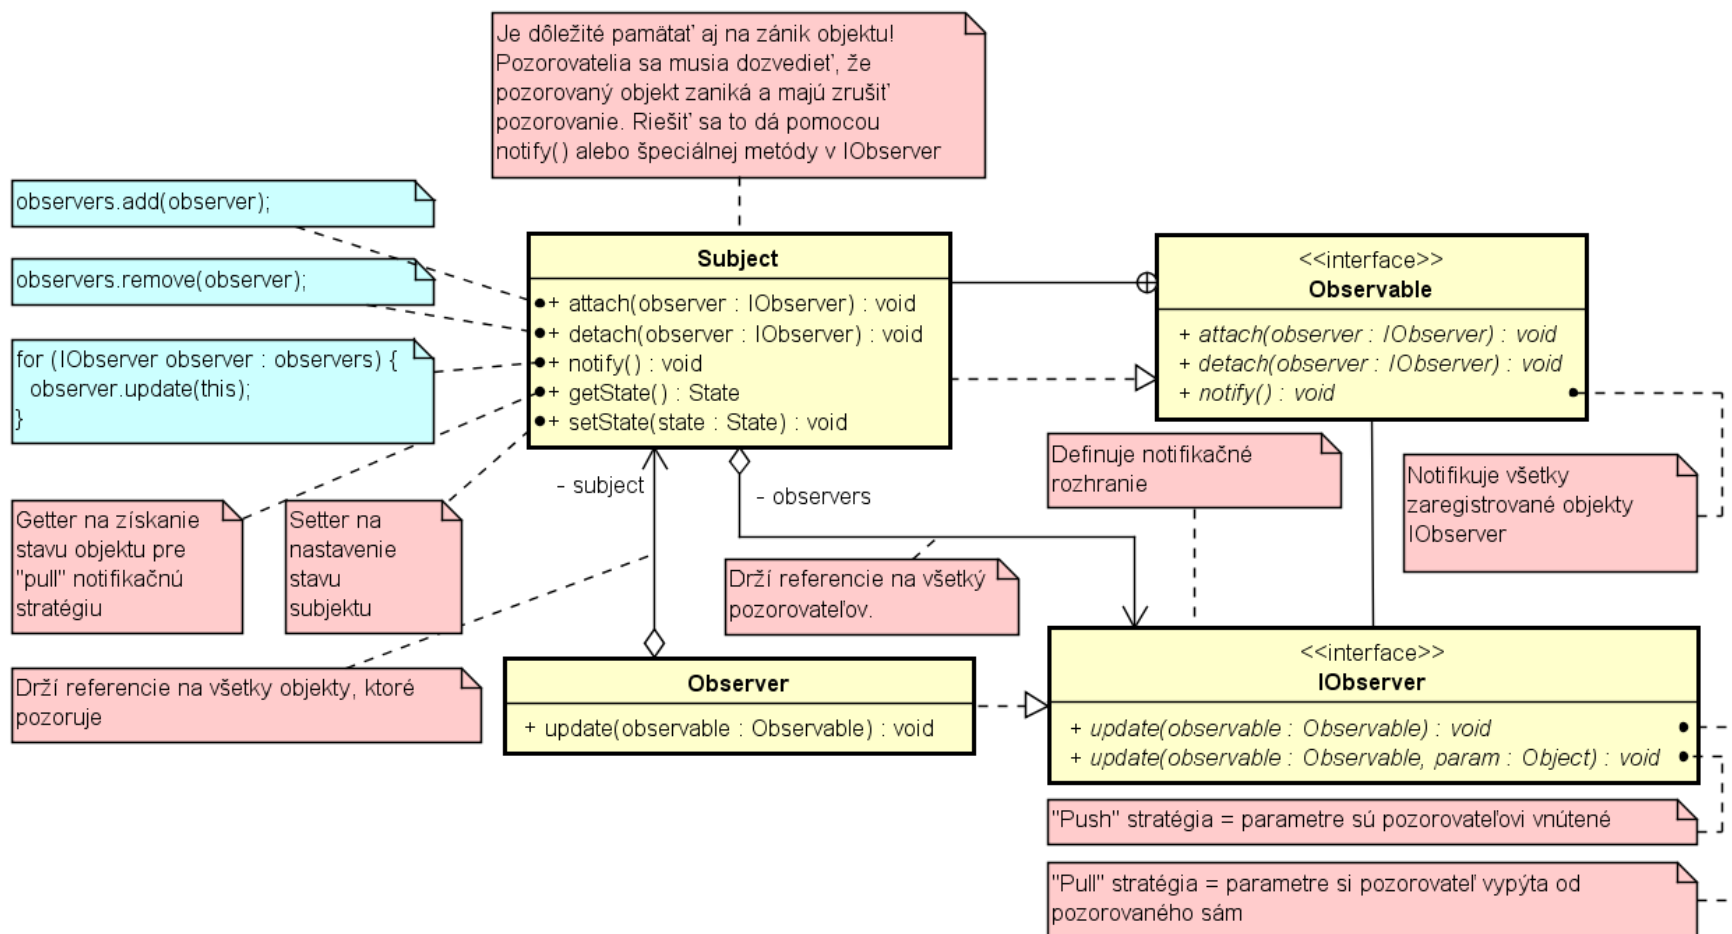 Je dôležité pamätať aj na zánik objektu!
Pozorovatelia sa musia dozvedieť, že
pozorovaný objekt zaniká a majú zrušiť
pozorovanie. Riešiť sa to dá pomocou
notify() alebo špeciálnej metódy v IObserver
observers.add(observer);
observers.remove(observer);
for (IObserver observer : observers) {
observer.update(this);
}
Subject
+ attach(observer : IObserver) : void
+ detach(observer : IObserver) : void
+ notify() : void
+ getState() : State
+ setState(state : State) : void
<<interface>>
Observable
+ attach(observer : IObserver) : void
+ detach(observer : IObserver) : void
+ notify() : void
- subject
- observers
Definuje notifikačné
rozhranie
Notifikuje všetky
zaregistrované objekty
IObserver
Getter na získanie
stavu objektu pre
"pull" notifikačnú
stratégiu
Setter na
nastavenie
stavu
subjektu
Drží referencie na všetký
pozorovateľov.
Drží referencie na všetky objekty, ktoré
pozoruje
Observer
+ update(observable : Observable) : void
<<interface>>
IObserver
+ update(observable : Observable) : void
+ update(observable : Observable, param : Object) : void
"Push" stratégia = parametre sú pozorovateľovi vnútené
"Pull" stratégia = parametre si pozorovateľ vypýta od
pozorovaného sám